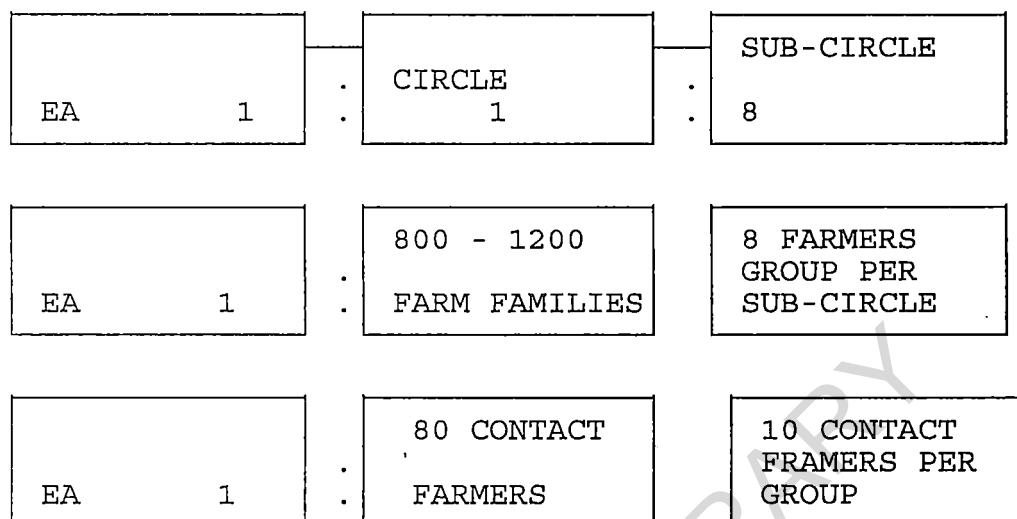 SUB-CIRCLE
CIRCLE
EA 1 : 1 : 8
800 - 1200
8 FARMERS
GROUP PER
EA 1 : FARM FAMILIES
SUB-CIRCLE
80 CONTACT
10 CONTACT
FRAMERS PER
EA 1 : FARMERS
GROUP
RARY